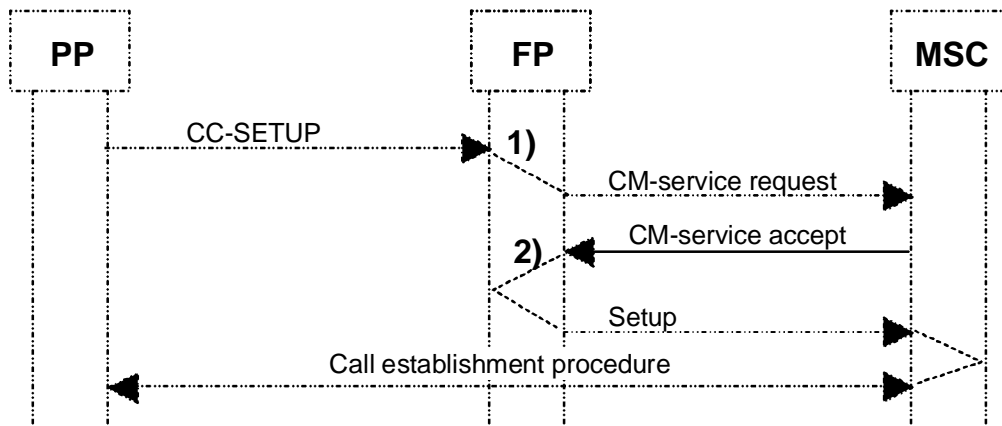 PP
FP
MSC
CC-SETUP
1)
CM-service request
CM-service accept
2)
Setup
Call establishment procedure